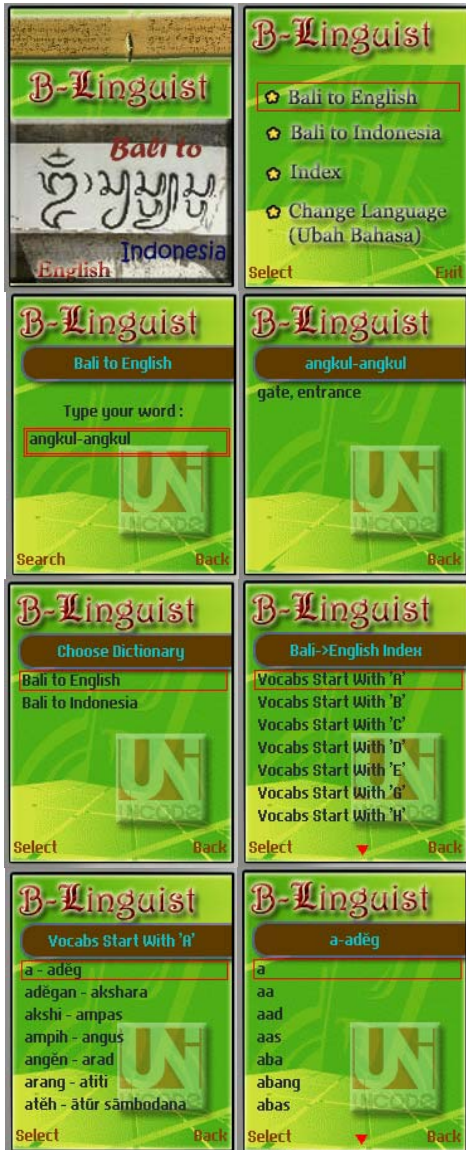 B-Linguist
Bali to
Indonesia
English
B-Linguist
Bali to English
Bali to Indonesia
Index
Change Language
(Ubah Bahasa)
Select Exit
B-Linguist
Bali to English
Type your word :
angkul-angkul
UNCODE
Search Back
B-Linguist
angkul-angkul
gate, entrance
UNCODE
Back
B-Linguist
Choose Dictionary
Bali to English
Bali to Indonesia
UNCODE
Select Back
B-Linguist
Bali->English Index
Vocabs Start With 'A'
Vocabs Start With 'B'
Vocabs Start With 'C'
Vocabs Start With 'D'
Vocabs Start With 'E'
Vocabs Start With 'G'
Vocabs Start With 'H'
Select Back
B-Linguist
Vocabs Start With 'A'
a - adĕg
adĕgan - akshara
akshi - ampas
ampih - angus
angĕn - arad
arang - atiti
atĕh - ātúr sāmbodana
Select Back
B-Linguist
a-adĕg
a
aa
aad
aas
aba
abang
abas
Select Back